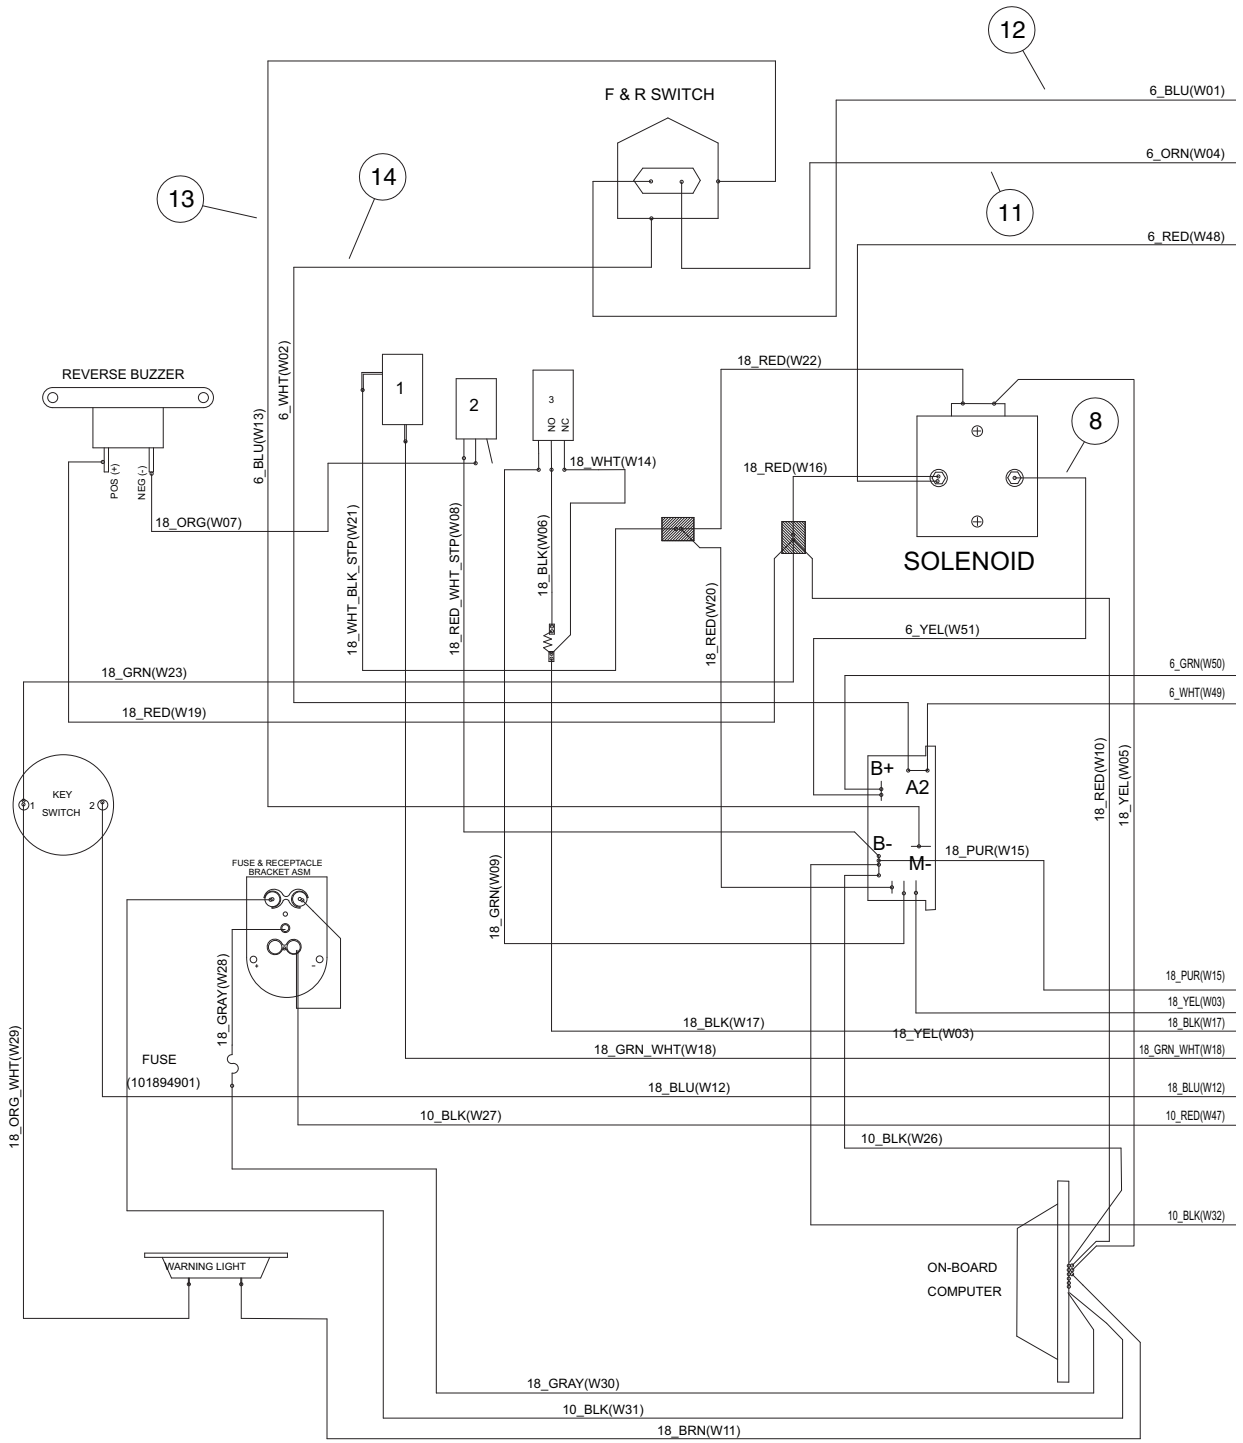 12
6_BLU(W01)
F & R SWITCH
6_ORN(W04)
13
14
11
6_RED(W48)
REVERSE BUZZER
POS (+)
NEG (-)
18_ORG(W07)
6_BLU(W13)
6_WHT(W02)
1
2
3
NO
NC
18_WHT(W14)
18_WHT_BLK_STP(W21)
18_RED_WHT_STP(W08)
18_BLK(W06)
18_RED(W22)
18_RED(W16)
8
SOLENOID
18_RED(W20)
6_YEL(W51)
18_GRN(W23)
18_RED(W19)
6_GRN(W50)
6_WHT(W49)
18_RED(W10)
18_YEL(W05)
1
KEY
SWITCH
2
B+
A2
B-
M-
18_PUR(W15)
FUSE & RECEPTACLE
BRACKET ASM
+
-
18_GRN(W09)
18_GRAY(W28)
18_ORG_WHT(W29)
FUSE
(101894901)
18_PUR(W15)
18_YEL(W03)
18_BLK(W17)
18_YEL(W03)
18_BLK(W17)
18_GRN_WHT(W18)
18_GRN_WHT(W18)
18_BLU(W12)
18_BLU(W12)
10_BLK(W27)
10_RED(W47)
10_BLK(W26)
10_BLK(W32)
WARNING LIGHT
ON-BOARD
COMPUTER
18_GRAY(W30)
10_BLK(W31)
18_BRN(W11)